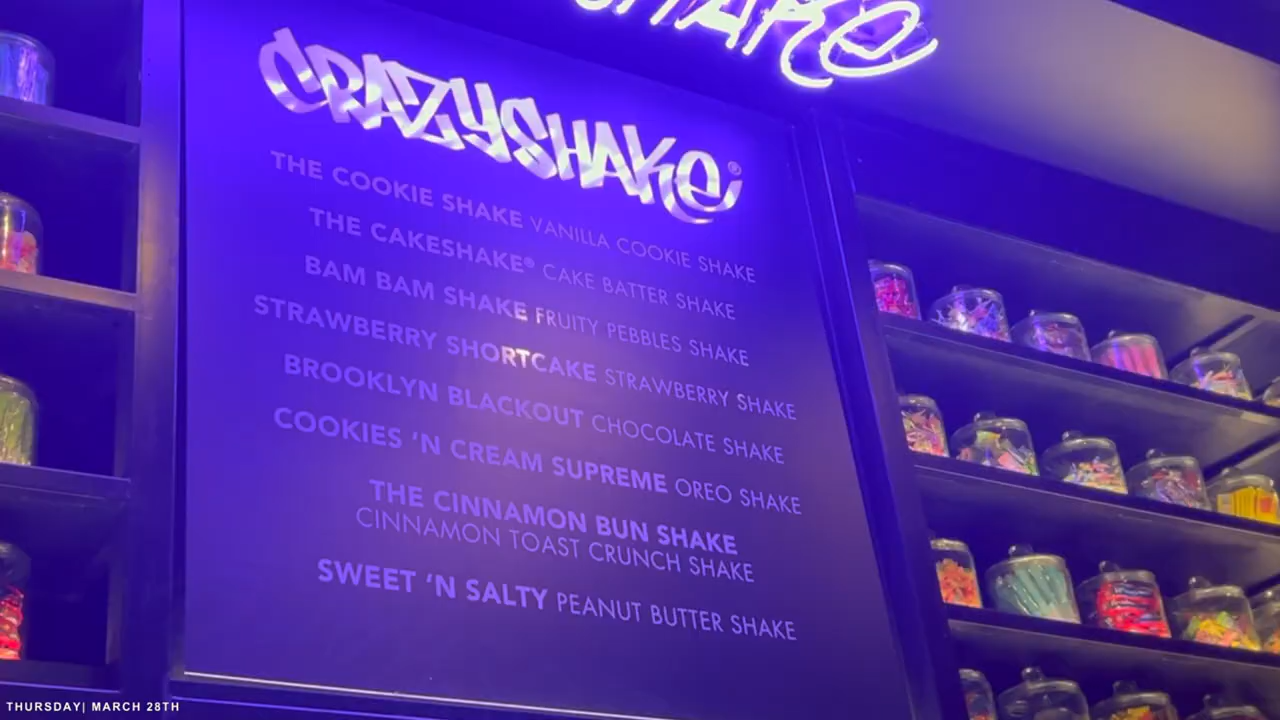 SHAKE
CRAZYSHAKE®
THE COOKIE SHAKE VANILLA COOKIE SHAKE
THE CAKESHAKE® CAKE BATTER SHAKE
BAM BAM SHAKE FRUITY PEBBLES SHAKE
STRAWBERRY SHORTCAKE STRAWBERRY SHAKE
BROOKLYN BLACKOUT CHOCOLATE SHAKE
COOKIES ‘N CREAM SUPREME OREO SHAKE
THE CINNAMON BUN SHAKE
CINNAMON TOAST CRUNCH SHAKE
SWEET ‘N SALTY PEANUT BUTTER SHAKE
THURSDAY| MARCH 28TH